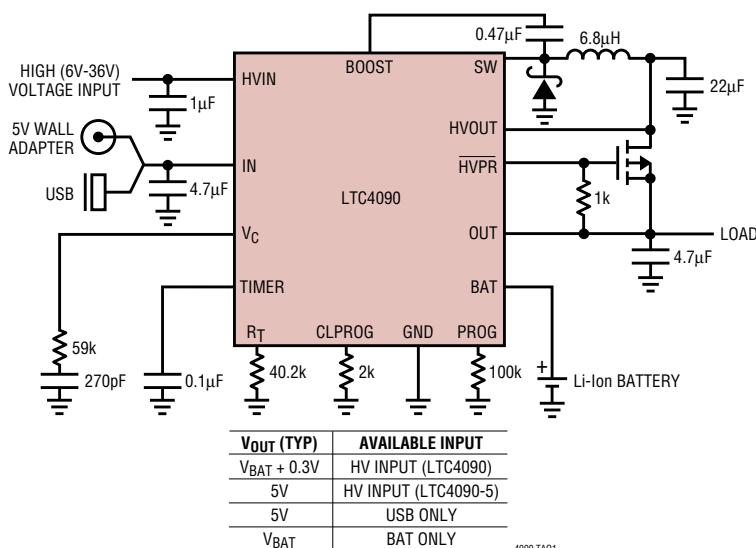 0.47µF
6.8µH
HIGH (6V-36V)
VOLTAGE INPUT
HVIN
BOOST
SW
1µF
22µF
5V WALL
ADAPTER
HVOUT
IN
HVPR
USB
4.7µF
LTC4090
1k
VC
OUT
LOAD
4.7µF
TIMER
BAT
59k
RT
CLPROG
GND
PROG
270pF
0.1µF
40.2k
2k
100k
+
Li-Ion BATTERY
VOUT (TYP) AVAILABLE INPUT
VBAT + 0.3V HV INPUT (LTC4090)
5V HV INPUT (LTC4090-5)
5V USB ONLY
VBAT BAT ONLY